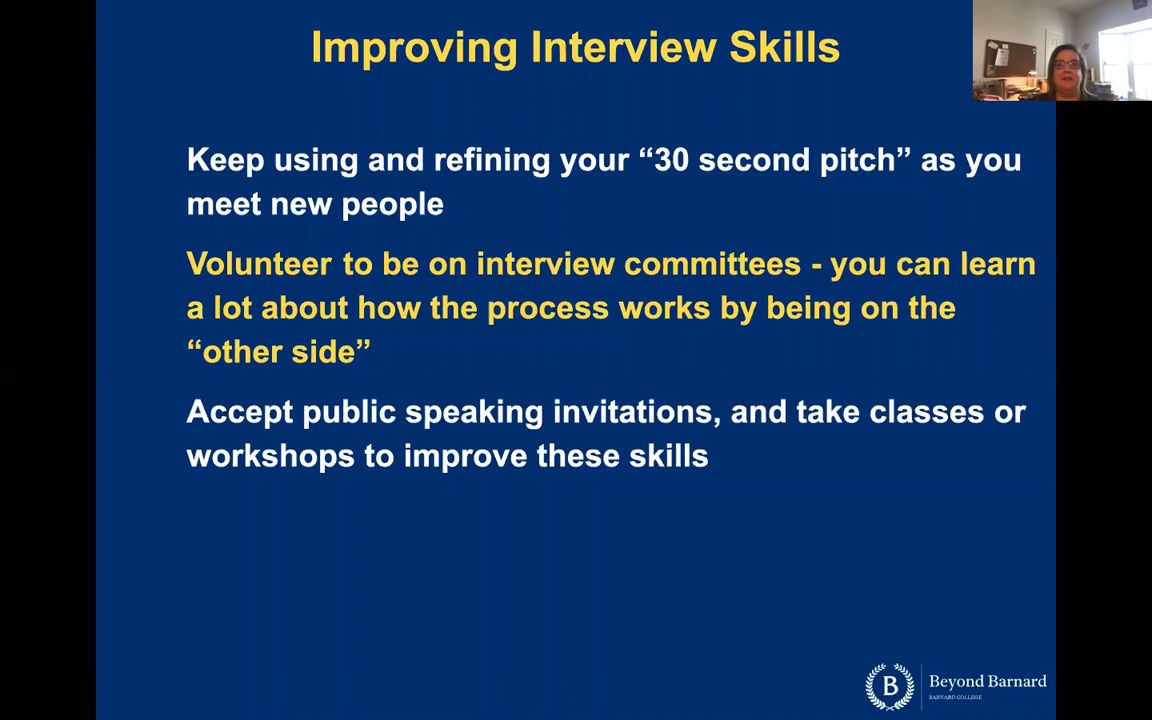 Improving Interview Skills
Keep using and refining your “30 second pitch” as you
meet new people
Volunteer to be on interview committees - you can learn
a lot about how the process works by being on the
“other side”
Accept public speaking invitations, and take classes or
workshops to improve these skills
B
Beyond Barnard
BARNARD COLLEGE